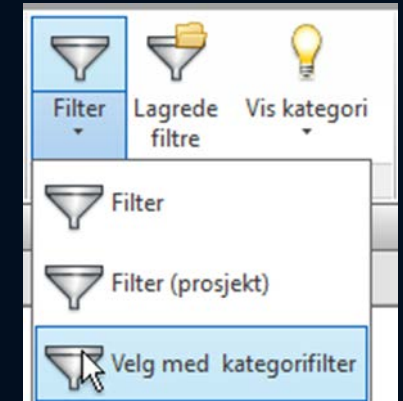 Filter
Lagrede
filtre
Vis kategori
Filter
Filter (prosjekt)
Velg med kategorifilter